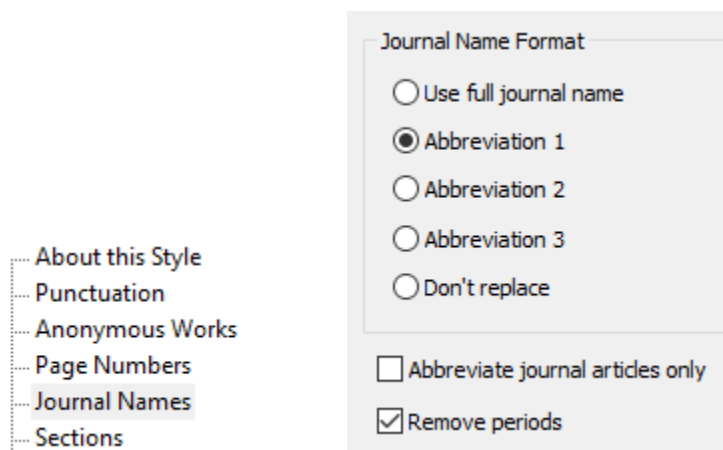 About this Style
Punctuation
Anonymous Works
Page Numbers
Journal Names
Sections
Journal Name Format
Use full journal name
Abbreviation 1
Abbreviation 2
Abbreviation 3
Don't replace
Abbreviate journal articles only
Remove periods